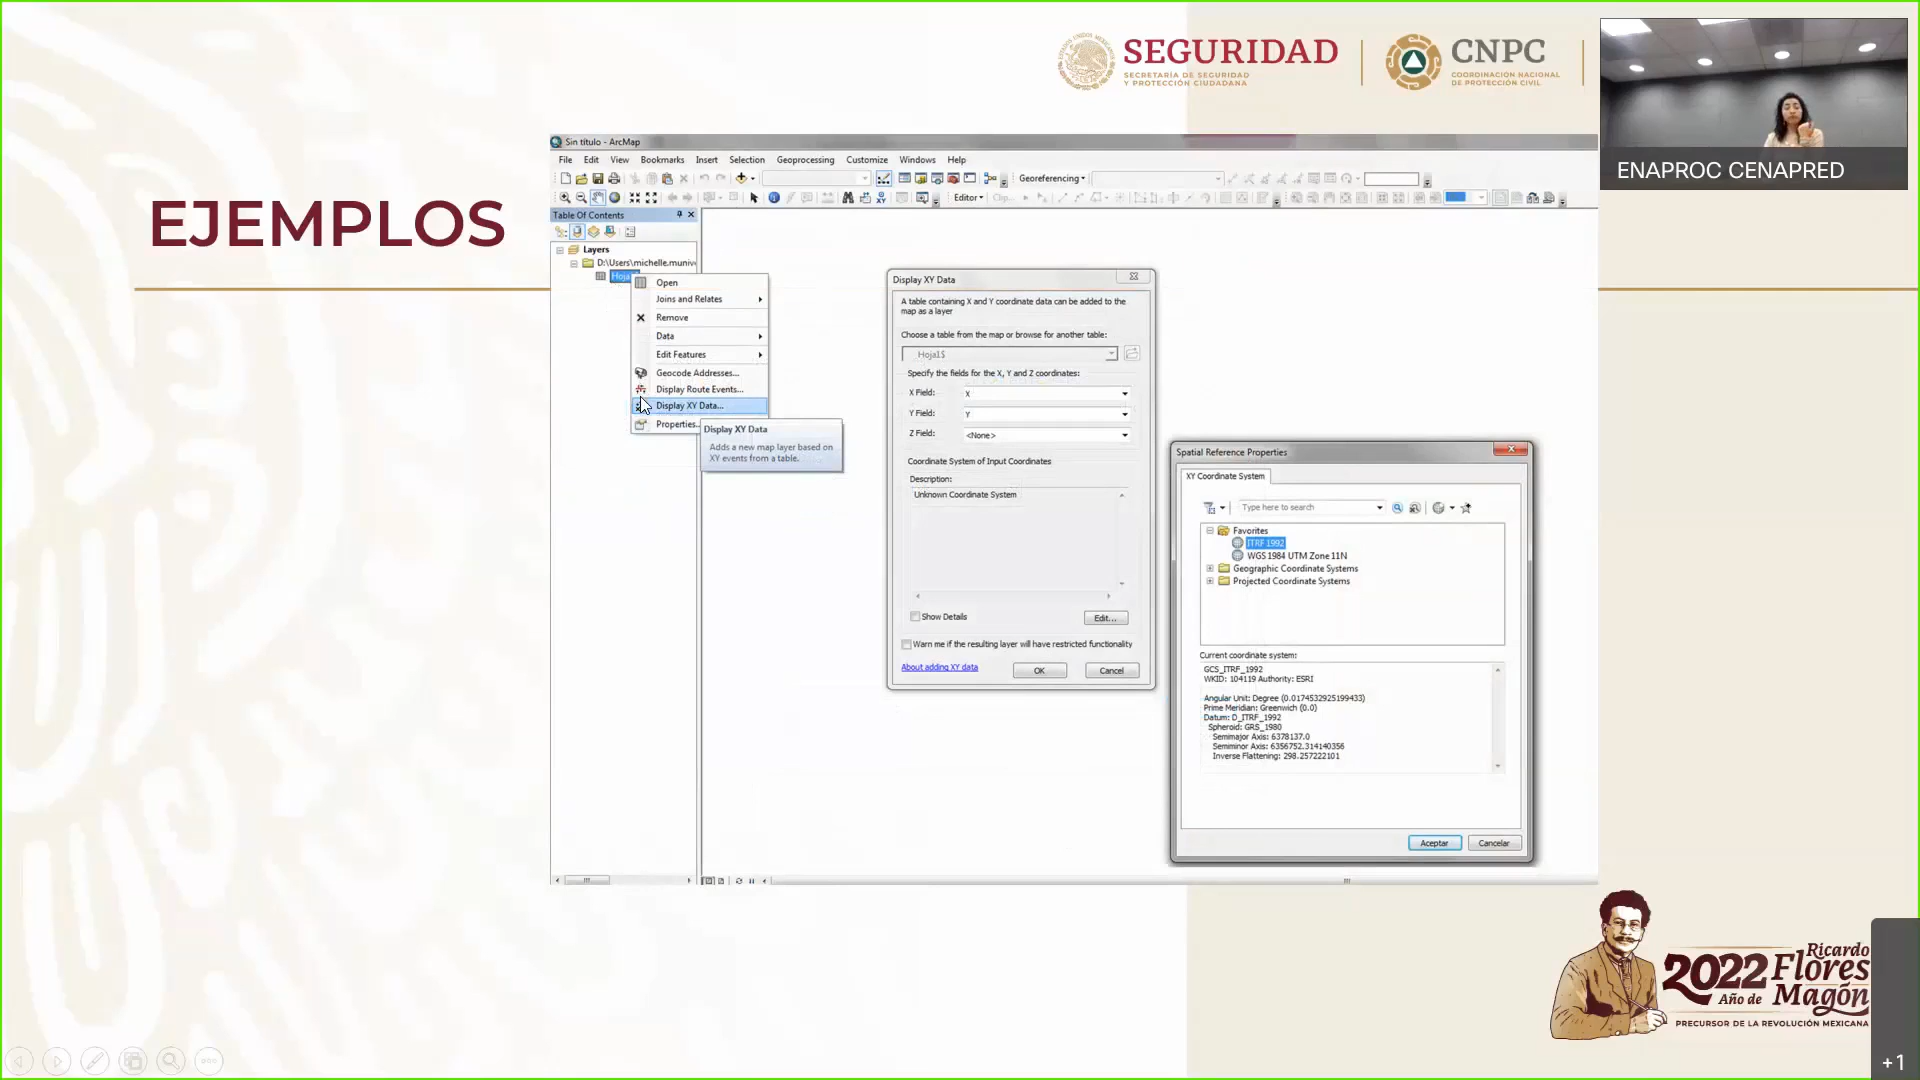 SEGURIDAD
SECRETARÍA DE SEGURIDAD
Y PROTECCIÓN CIUDADANA
CNPC
COORDINACIÓN NACIONAL
DE PROTECCIÓN CIVIL
ENAPROC CENAPRED
EJEMPLOS
Sin título - ArcMap
File Edit View Bookmarks Insert Selection Geoprocessing Customize Windows Help
Georeferencing
Editor
Table Of Contents
Layers
D:\Users\michelle.muniv
Hoja
Open
Joins and Relates
Remove
Data
Edit Features
Geocode Addresses...
Display Route Events...
Display XY Data...
Properties...
Display XY Data
Adds a new map layer based on
XY events from a table.
Display XY Data
A table containing X and Y coordinate data can be added to the
map as a layer
Choose a table from the map or browse for another table:
Hoja1$
Specify the fields for the X, Y and Z coordinates:
X Field: X
Y Field: Y
Z Field: <None>
Coordinate System of Input Coordinates
Description:
Unknown Coordinate System
Show Details
Edit...
Warn me if the resulting layer will have restricted functionality
About adding XY data
OK
Cancel
Spatial Reference Properties
XY Coordinate System
Type here to search
Favorites
ITRF 1992
WGS 1984 UTM Zone 11N
Geographic Coordinate Systems
Projected Coordinate Systems
Current coordinate system:
GCS_ITRF_1992
WKID: 104119 Authority: ESRI
Angular Unit: Degree (0.0174532925199433)
Prime Meridian: Greenwich (0.0)
Datum: D_ITRF_1992
Spheroid: GRS_1980
Semimajor Axis: 6378137.0
Semiminor Axis: 6356752.314140356
Inverse Flattening: 298.257222101
Aceptar
Cancelar
2022 Ricardo
Flores
Año de Magón
PRECURSOR DE LA REVOLUCIÓN MEXICANA
+1